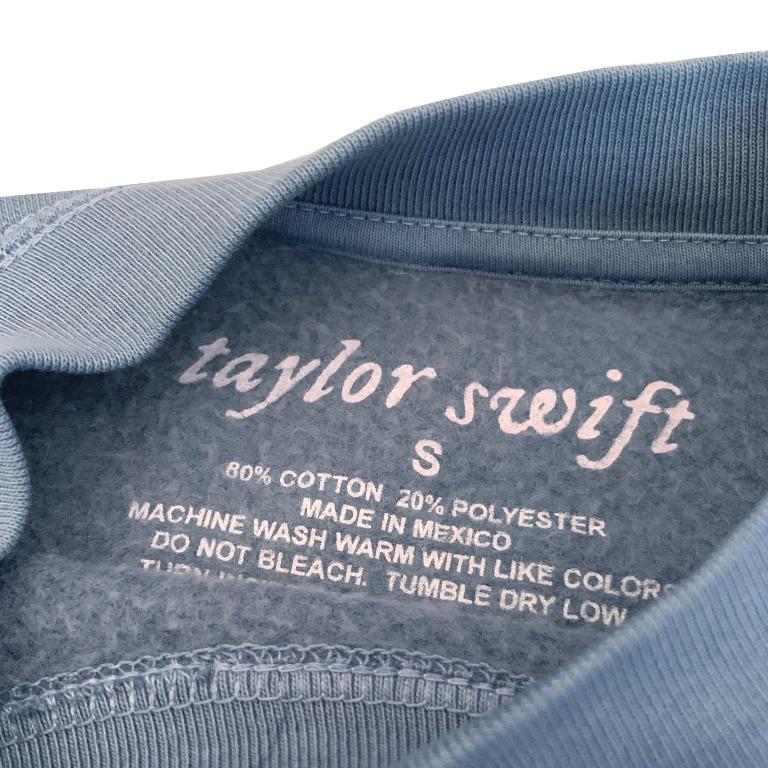 taylor swift
S
80% COTTON 20% POLYESTER
MADE IN MEXICO
MACHINE WASH WARM WITH LIKE COLORS
DO NOT BLEACH. TUMBLE DRY LOW
TURN